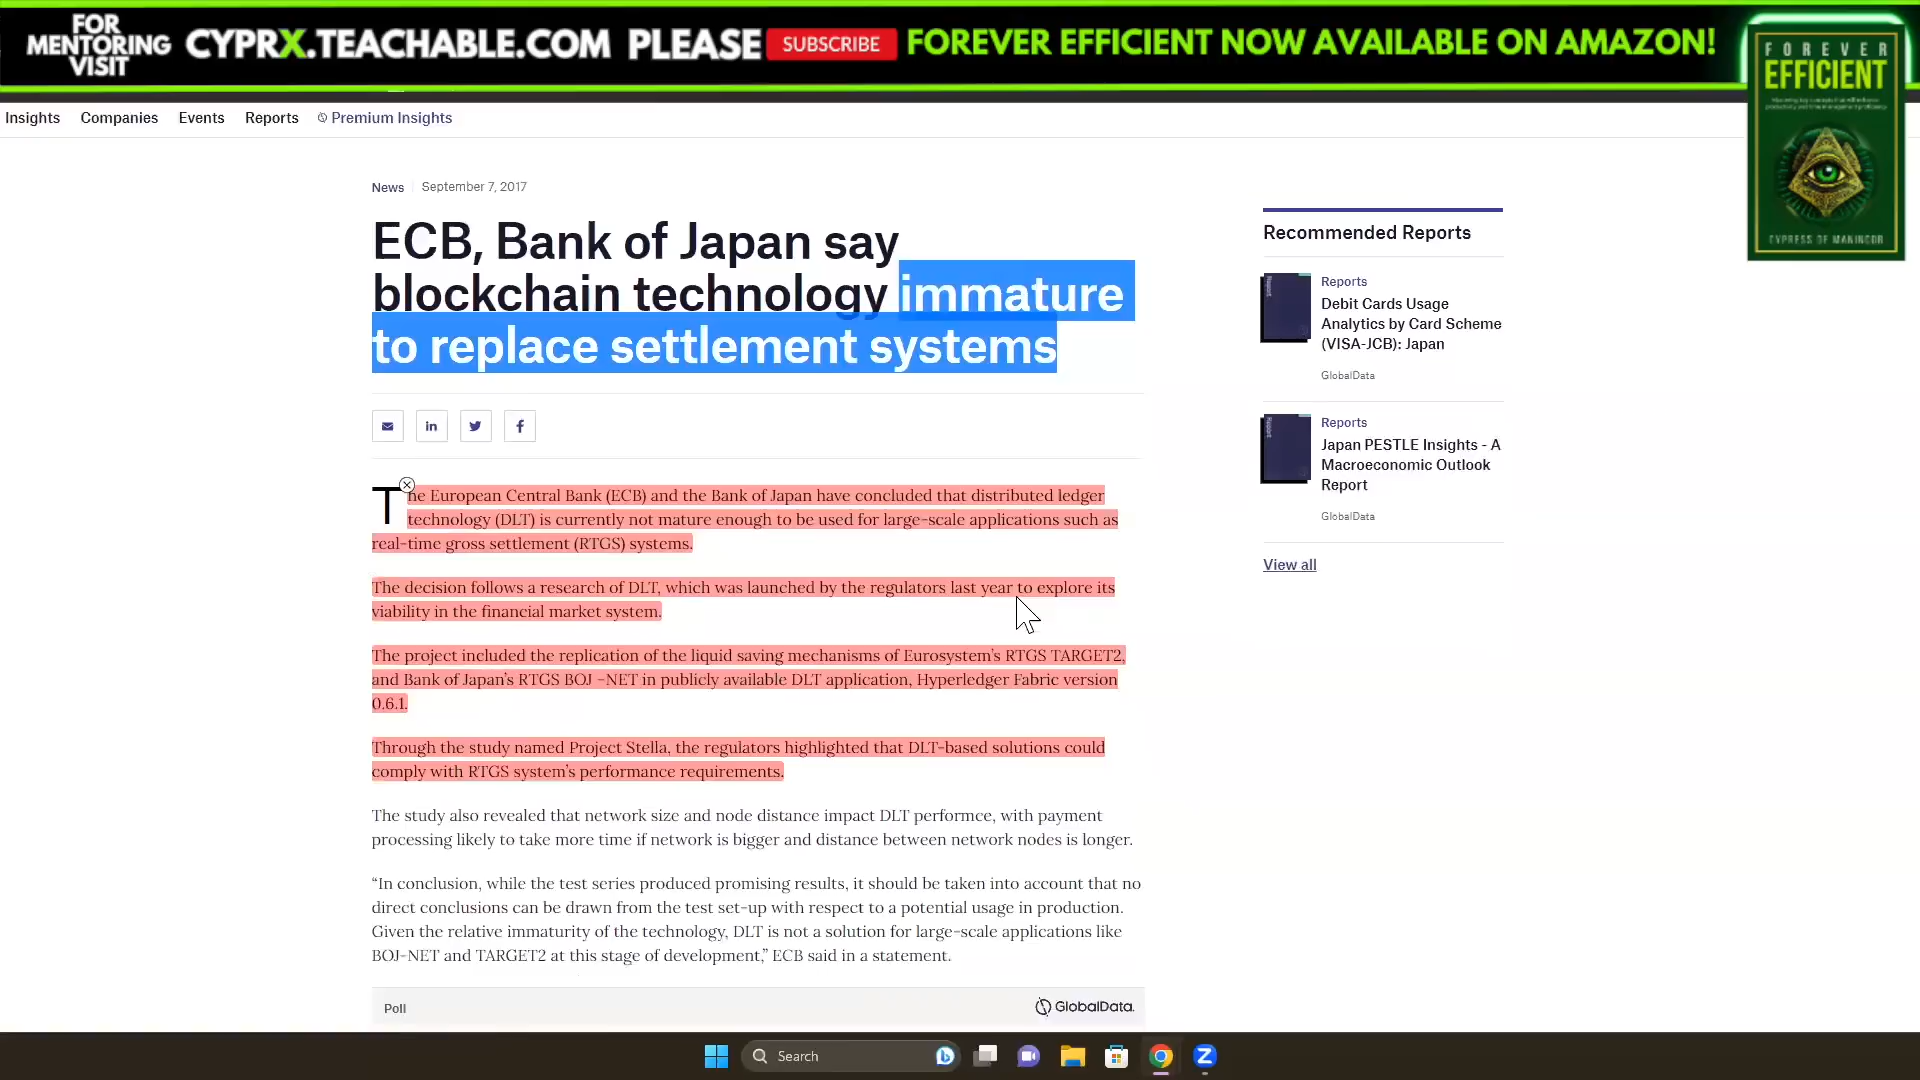 FOR
MENTORING
VISIT
CYPRX.TEACHABLE.COM PLEASE SUBSCRIBE FOREVER EFFICIENT NOW AVAILABLE ON AMAZON!
FOREVER
EFFICIENT
CYPRESS OF MANINCOR
Insights Companies Events Reports Premium Insights
News September 7, 2017
ECB, Bank of Japan say
blockchain technology immature
to replace settlement systems
The European Central Bank (ECB) and the Bank of Japan have concluded that distributed ledger
technology (DLT) is currently not mature enough to be used for large-scale applications such as
real-time gross settlement (RTGS) systems.
The decision follows a research of DLT, which was launched by the regulators last year to explore its
viability in the financial market system.
The project included the replication of the liquid saving mechanisms of Eurosystem's RTGS TARGET2,
and Bank of Japan's RTGS BOJ –NET in publicly available DLT application, Hyperledger Fabric version
0.6.1.
Through the study named Project Stella, the regulators highlighted that DLT-based solutions could
comply with RTGS system's performance requirements.
The study also revealed that network size and node distance impact DLT performce, with payment
processing likely to take more time if network is bigger and distance between network nodes is longer.
“In conclusion, while the test series produced promising results, it should be taken into account that no
direct conclusions can be drawn from the test set-up with respect to a potential usage in production.
Given the relative immaturity of the technology, DLT is not a solution for large-scale applications like
BOJ-NET and TARGET2 at this stage of development,” ECB said in a statement.
Poll
GlobalData.
Recommended Reports
Report
Reports
Debit Cards Usage
Analytics by Card Scheme
(VISA-JCB): Japan
GlobalData
Report
Reports
Japan PESTLE Insights - A
Macroeconomic Outlook
Report
GlobalData
View all
Search